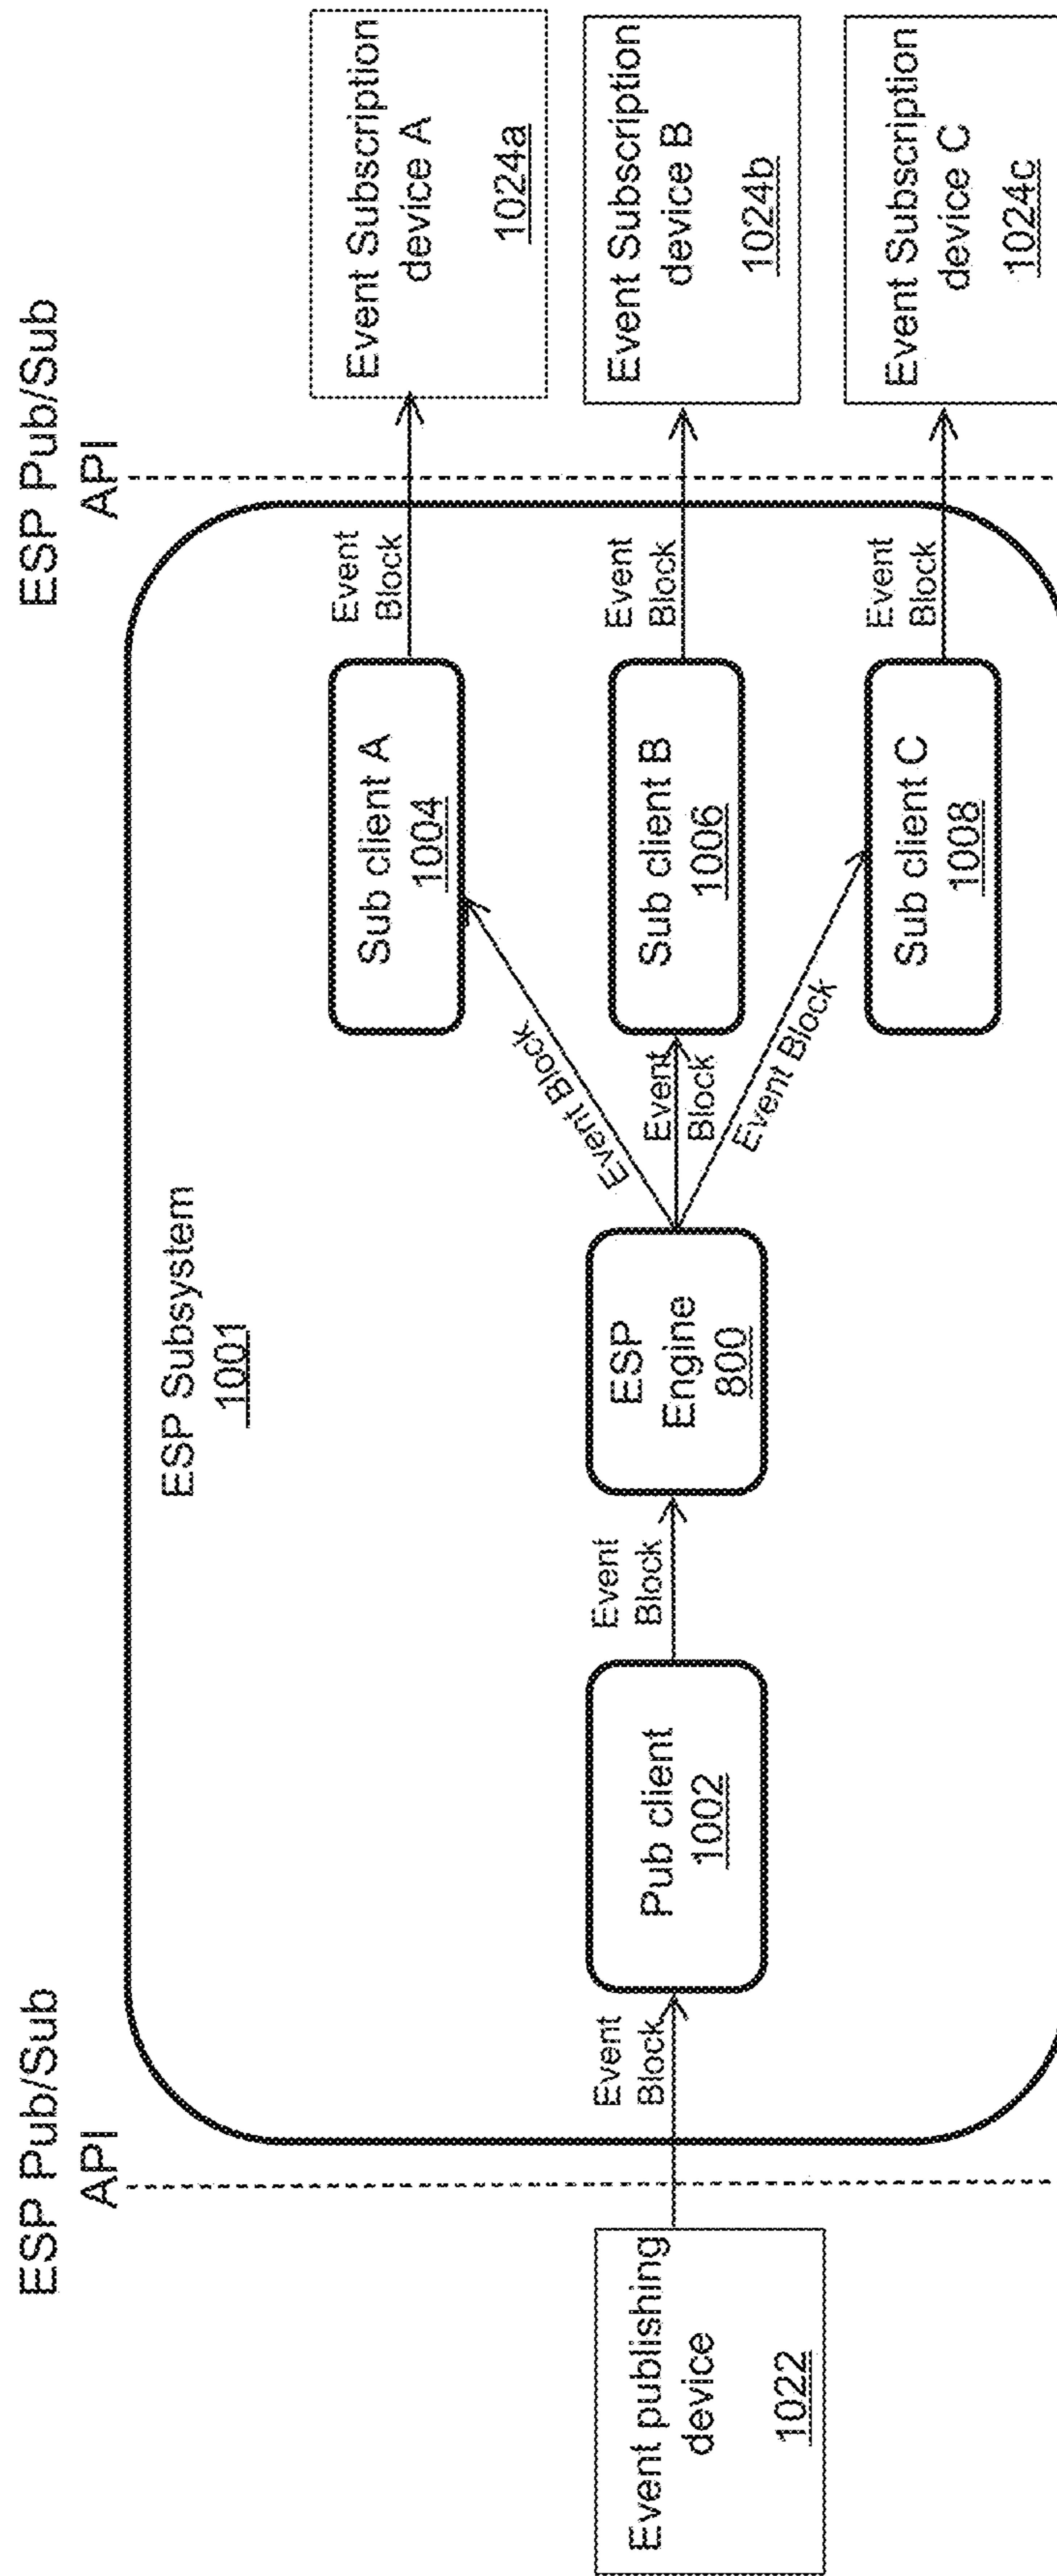 ESP Pub/Sub
API
ESP Pub/Sub
API
ESP Subsystem
1001
Event publishing
device
1022
Event
Block
Pub client
1002
Event
Block
ESP
Engine
800
Event Block
Event
Block
Event Block
Sub client A
1004
Sub client B
1006
Sub client C
1008
Event
Block
Event
Block
Event
Block
Event Subscription
device A
1024a
Event Subscription
device B
1024b
Event Subscription
device C
1024c